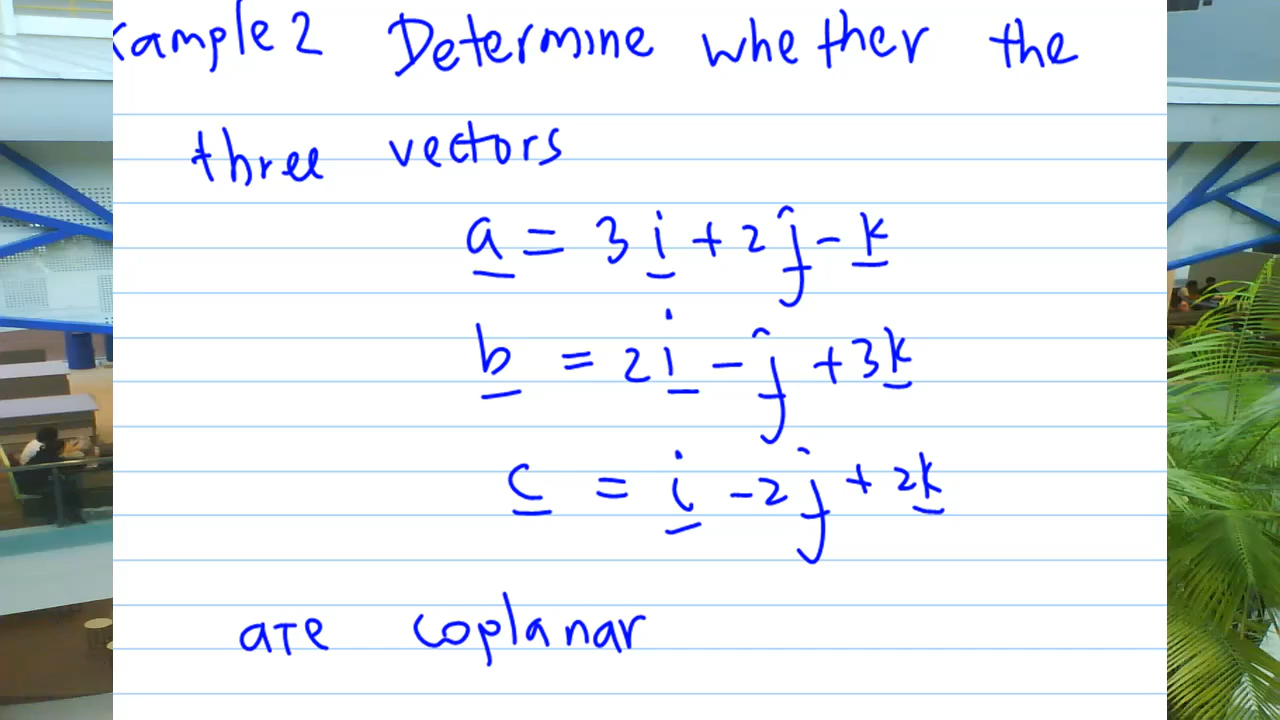 xample 2 Determine whether the
three vectors
a = 3i + 2j - k
b = 2i - j + 3k
c = i - 2j + 2k
are coplanar